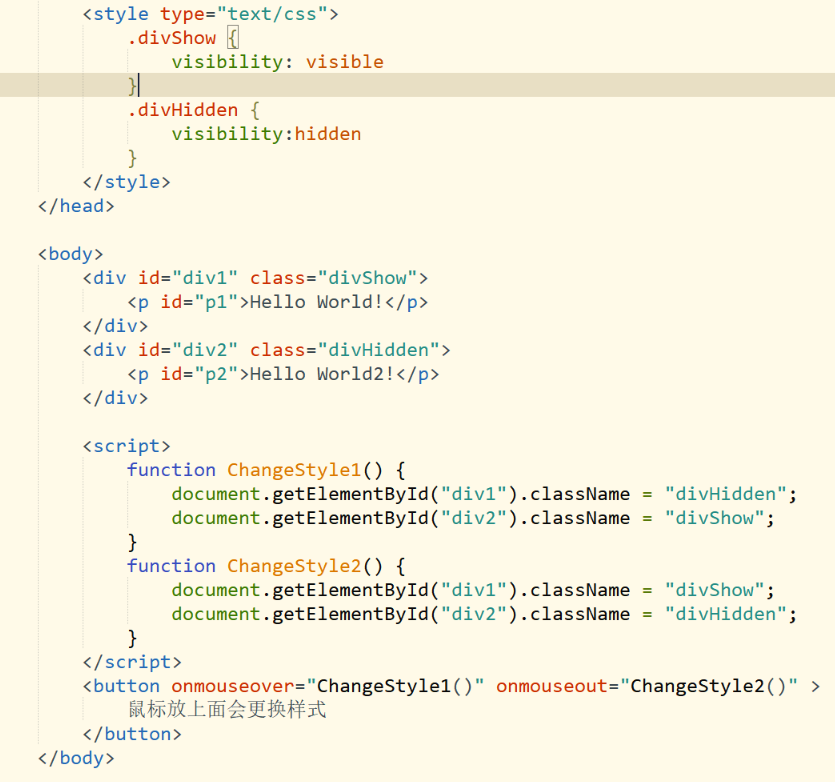 <style type="text/css">
.divShow {
visibility: visible
}
.divHidden {
visibility:hidden
}
</style>
</head>
<body>
<div id="div1" class="divShow">
<p id="p1">Hello World!</p>
</div>
<div id="div2" class="divHidden">
<p id="p2">Hello World2!</p>
</div>
<script>
function ChangeStyle1() {
document.getElementById("div1").className = "divHidden";
document.getElementById("div2").className = "divShow";
}
function ChangeStyle2() {
document.getElementById("div1").className = "divShow";
document.getElementById("div2").className = "divHidden";
}
</script>
<button onmouseover="ChangeStyle1()" onmouseout="ChangeStyle2()" >
鼠标放上面会更换样式
</button>
</body>